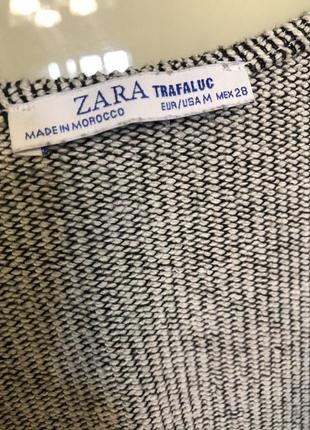 ZARA TRAFALUC
MADE IN MOROCCO EUR/USA M MEX 28